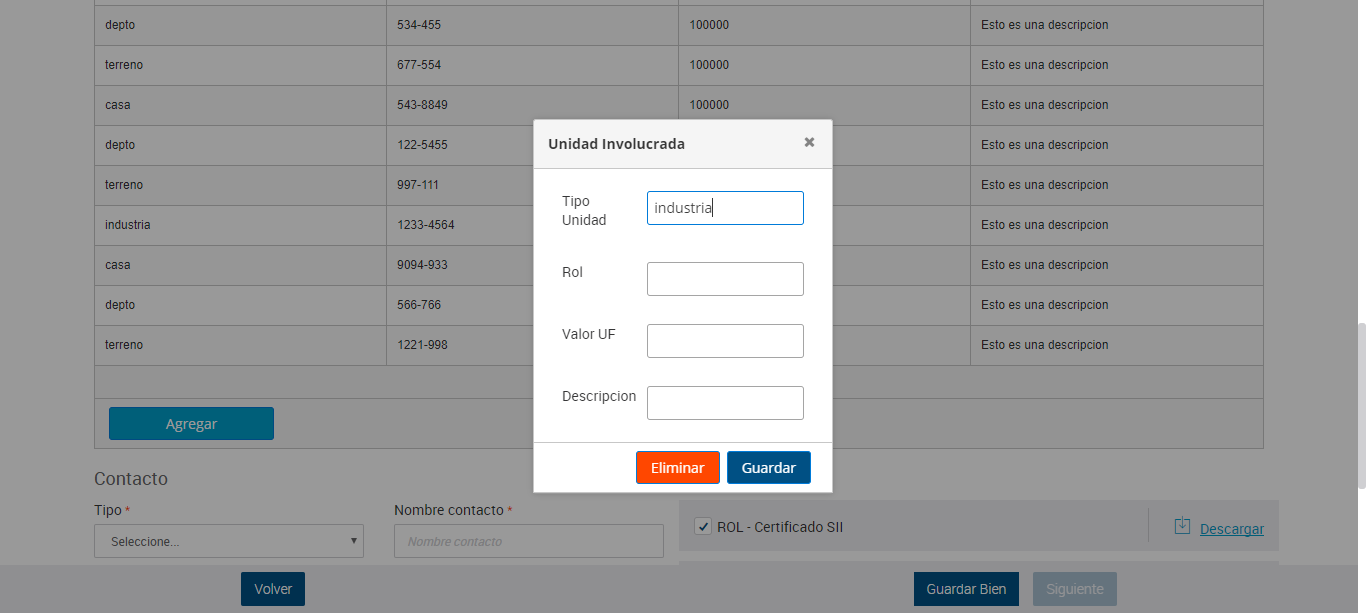 depto 534-455 100000 Esto es una descripcion
terreno 677-554 100000 Esto es una descripcion
casa 543-8849 100000 Esto es una descripcion
depto 122-5455 Esto es una descripcion
terreno 997-111 Esto es una descripcion
industria 1233-4564 Esto es una descripcion
casa 9094-933 Esto es una descripcion
depto 566-766 Esto es una descripcion
terreno 1221-998 Esto es una descripcion
Agregar
Unidad Involucrada ✖
Tipo
Unidad
industria
Rol
Valor UF
Descripcion
Eliminar Guardar
Contacto
Tipo * Nombre contacto *
Seleccione... Nombre contacto
ROL - Certificado SII Descargar
Volver Guardar Bien Siguiente